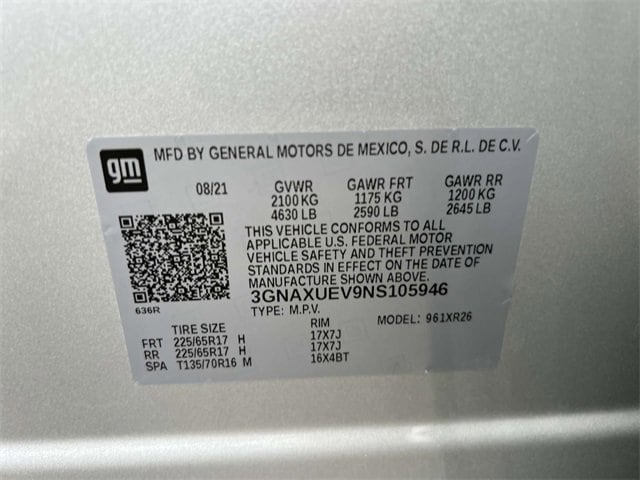 gm MFD BY GENERAL MOTORS DE MEXICO, S. DE R.L. DE C.V.
08/21 GVWR GAWR FRT GAWR RR
2100 KG 1175 KG 1200 KG
4630 LB 2590 LB 2645 LB
THIS VEHICLE CONFORMS TO ALL
APPLICABLE U.S. FEDERAL MOTOR
VEHICLE SAFETY AND THEFT PREVENTION
STANDARDS IN EFFECT ON THE DATE OF
MANUFACTURE SHOWN ABOVE.
3GNAXUEV9NS105946
636R TYPE: M.P.V. MODEL: 961XR26
TIRE SIZE RIM
FRT 225/65R17 H 17X7J
RR 225/65R17 H 17X7J
SPA T135/70R16 M 16X4BT